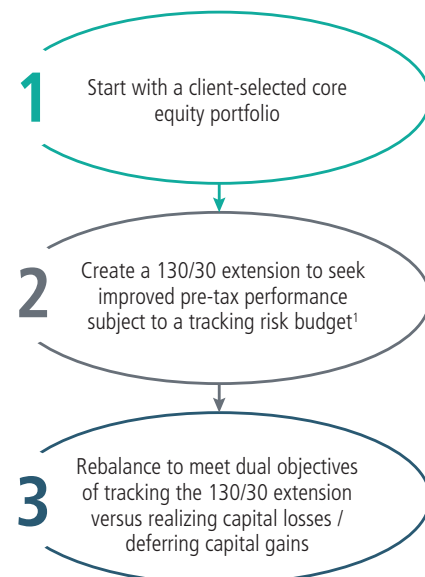 1
Start with a client-selected core
equity portfolio
2
Create a 130/30 extension to seek
improved pre-tax performance
subject to a tracking risk budget¹
3
Rebalance to meet dual objectives
of tracking the 130/30 extension
versus realizing capital losses /
deferring capital gains